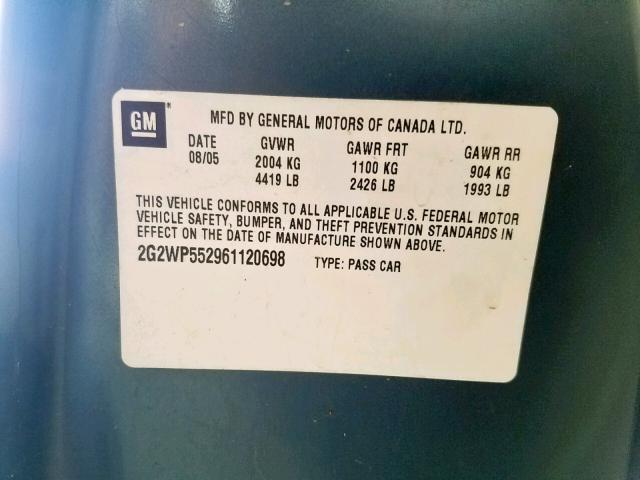 GM®
MFD BY GENERAL MOTORS OF CANADA LTD.
DATE GVWR GAWR FRT GAWR RR
08/05 2004 KG 1100 KG 904 KG
4419 LB 2426 LB 1993 LB
THIS VEHICLE CONFORMS TO ALL APPLICABLE U.S. FEDERAL MOTOR
VEHICLE SAFETY, BUMPER, AND THEFT PREVENTION STANDARDS IN
EFFECT ON THE DATE OF MANUFACTURE SHOWN ABOVE.
2G2WP552961120698 TYPE: PASS CAR